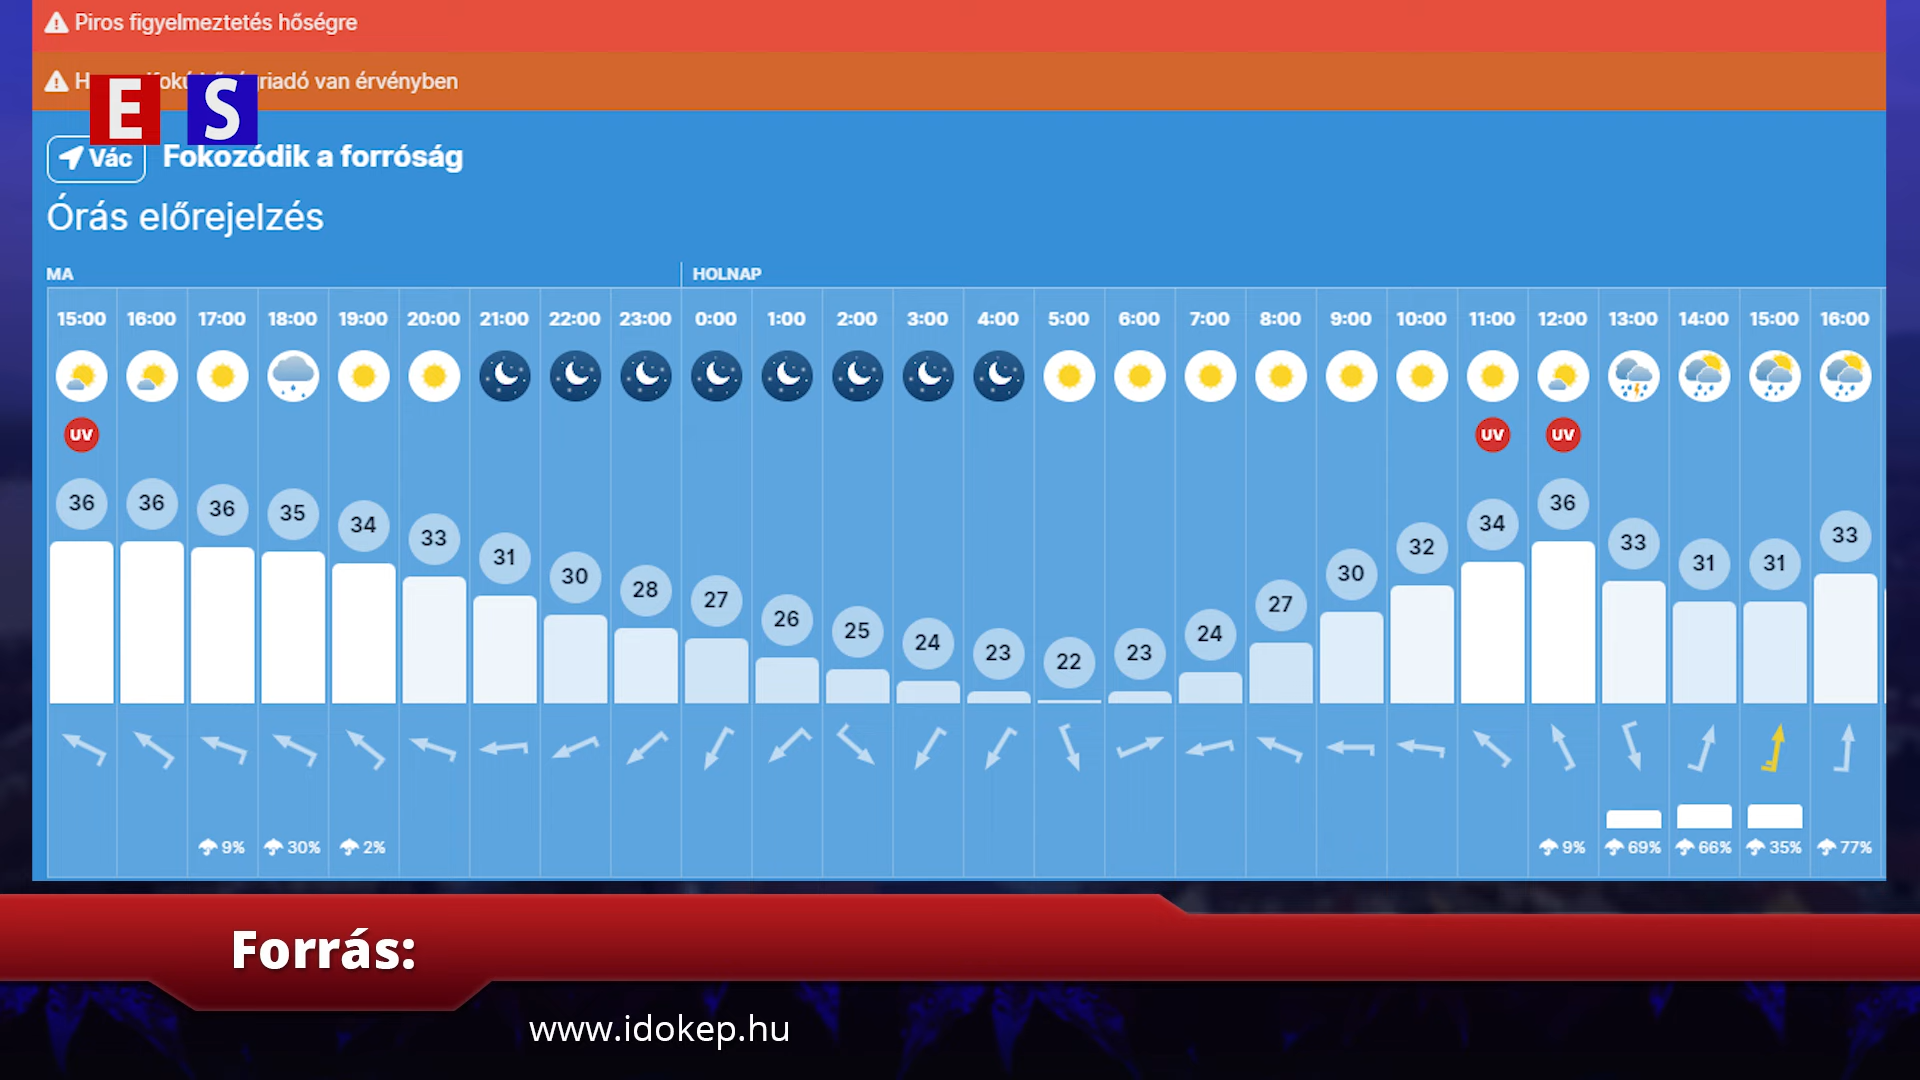 Piros figyelmeztetés hőségre
van érvényben
E S
Vác Fokozódik a forróság
Órás előrejelzés
MA HOLNAP
15:00 16:00 17:00 18:00 19:00 20:00 21:00 22:00 23:00 0:00 1:00 2:00 3:00 4:00 5:00 6:00 7:00 8:00 9:00 10:00 11:00 12:00 13:00 14:00 15:00 16:00
UV UV UV
36 36 36 35 34 33 31 30 28 27 26 25 24 23 22 23 24 27 30 32 34 36 33 31 31 33
9% 30% 2% 9% 69% 66% 35% 77%
Forrás:
www.idokep.hu